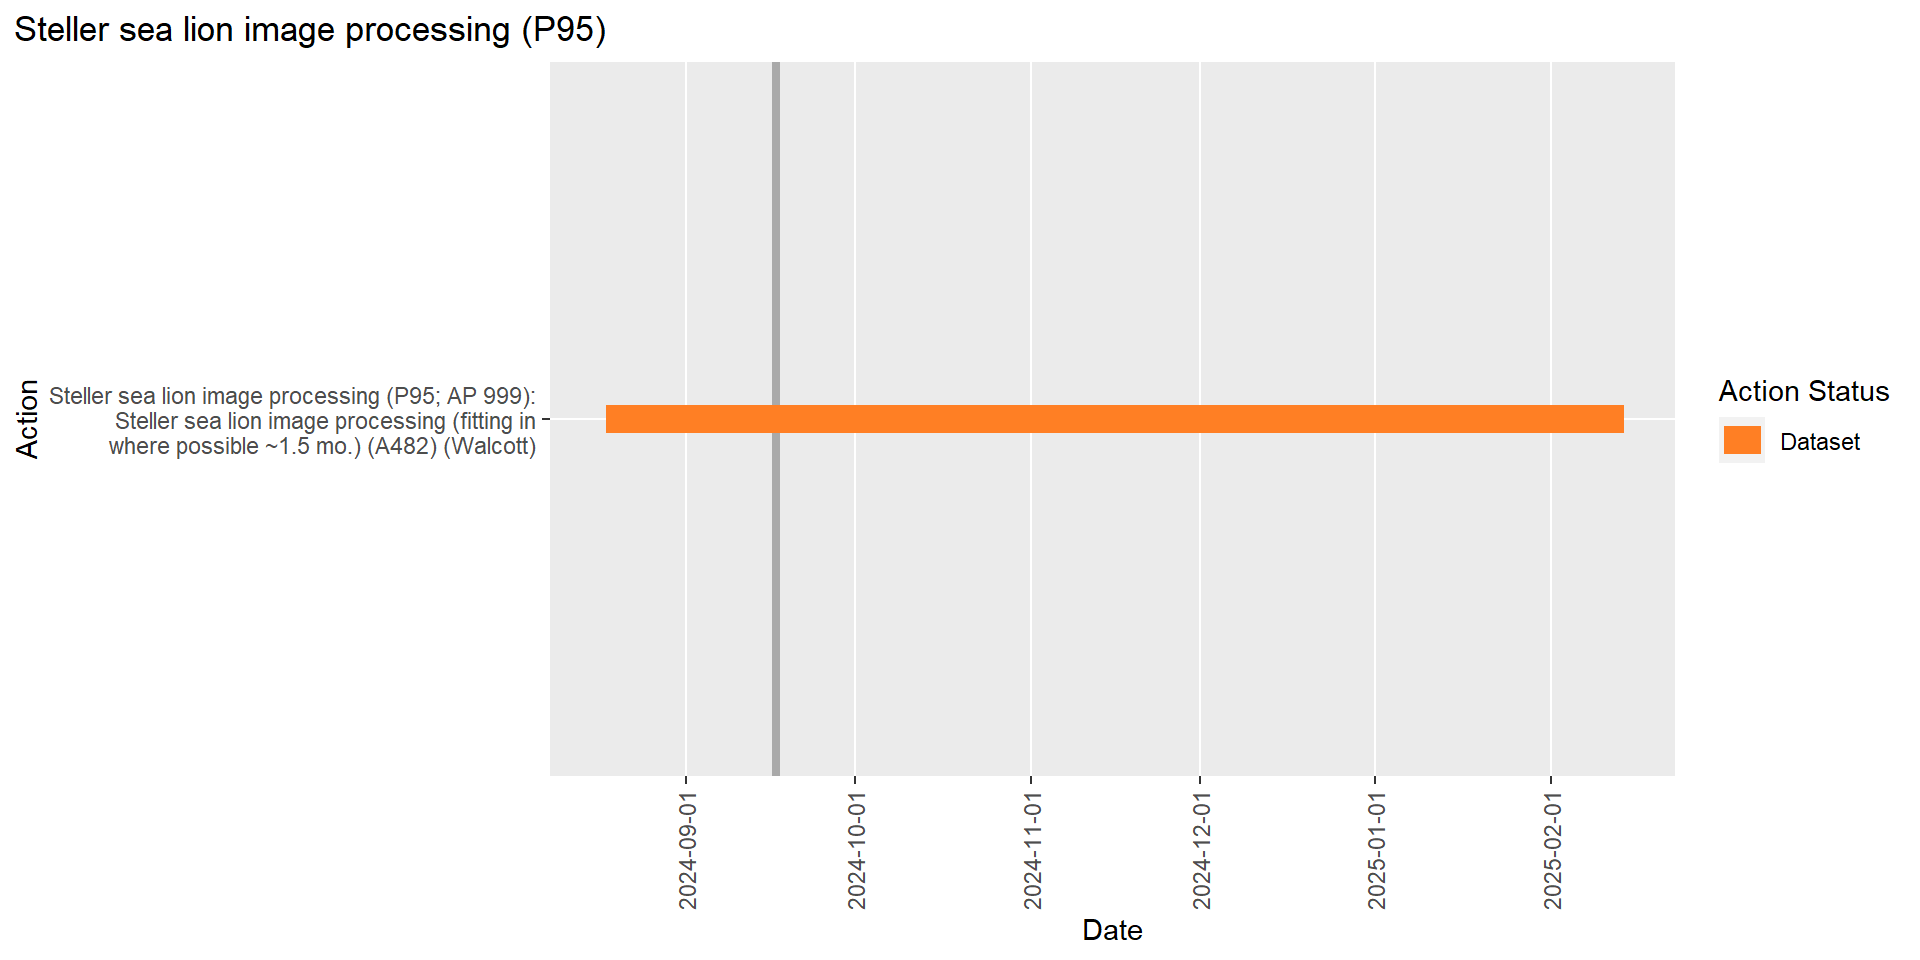 Steller sea lion image processing (P95)
Action
Steller sea lion image processing (P95; AP 999):
Steller sea lion image processing (fitting in
where possible ~1.5 mo.) (A482) (Walcott)
2024-09-01
2024-10-01
2024-11-01
2024-12-01
2025-01-01
2025-02-01
Date
Action Status
Dataset